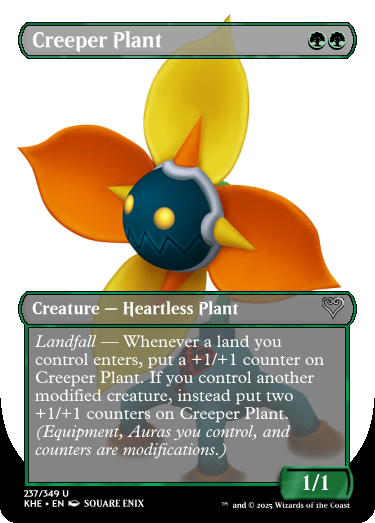 Creeper Plant
Creature — Heartless Plant
Landfall — Whenever a land you
control enters, put a +1/+1 counter on
Creeper Plant. If you control another
modified creature, instead put two
+1/+1 counters on Creeper Plant.
(Equipment, Auras you control, and
counters are modifications.)
1/1
237/349 U
KHE • EN SQUARE ENIX
™ and © 2025 Wizards of the Coast